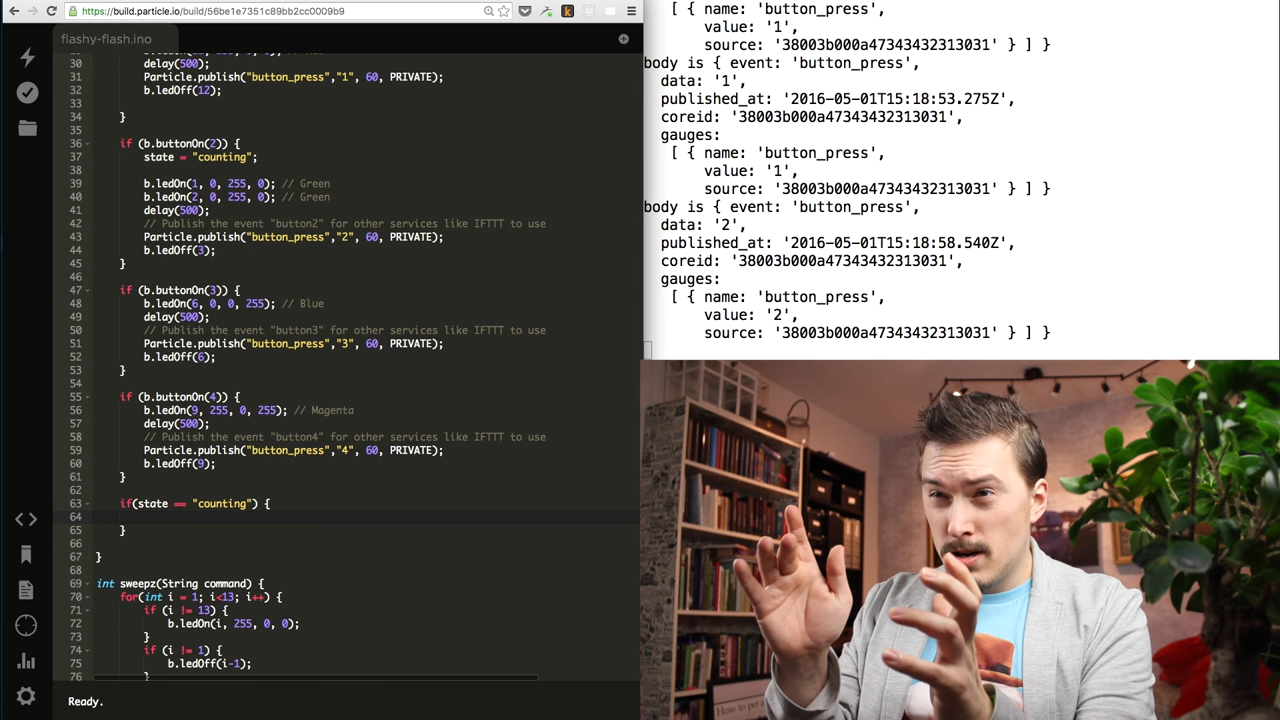 https://build.particle.io/build/56be1e7351c89bb2cc0009b9
flashy-flash.ino
30 delay(500);
31 Particle.publish("button_press","1", 60, PRIVATE);
32 b.ledOff(12);
33
34 }
35
36 if (b.buttonOn(2)) {
37 state = "counting";
38
39 b.ledOn(1, 0, 255, 0); // Green
40 b.ledOn(2, 0, 255, 0); // Green
41 delay(500);
42 // Publish the event "button2" for other services like IFTTT to use
43 Particle.publish("button_press","2", 60, PRIVATE);
44 b.ledOff(3);
45 }
46
47 if (b.buttonOn(3)) {
48 b.ledOn(6, 0, 0, 255); // Blue
49 delay(500);
50 // Publish the event "button3" for other services like IFTTT to use
51 Particle.publish("button_press","3", 60, PRIVATE);
52 b.ledOff(6);
53 }
54
55 if (b.buttonOn(4)) {
56 b.ledOn(9, 255, 0, 255); // Magenta
57 delay(500);
58 // Publish the event "button4" for other services like IFTTT to use
59 Particle.publish("button_press","4", 60, PRIVATE);
60 b.ledOff(9);
61 }
62
63 if(state == "counting") {
64
65 }
66
67 }
68
69 int sweepz(String command) {
70 for(int i = 1; i<13; i++) {
71 if (i != 13) {
72 b.ledOn(i, 255, 0, 0);
73 }
74 if (i != 1) {
75 b.ledOff(i-1);
76 }
Ready.
[ { name: 'button_press',
value: '1',
source: '38003b000a47343432313031' } ] }
body is { event: 'button_press',
data: '1',
published_at: '2016-05-01T15:18:53.275Z',
coreid: '38003b000a47343432313031',
gauges:
[ { name: 'button_press',
value: '1',
source: '38003b000a47343432313031' } ] }
body is { event: 'button_press',
data: '2',
published_at: '2016-05-01T15:18:58.540Z',
coreid: '38003b000a47343432313031',
gauges:
[ { name: 'button_press',
value: '2',
source: '38003b000a47343432313031' } ] }